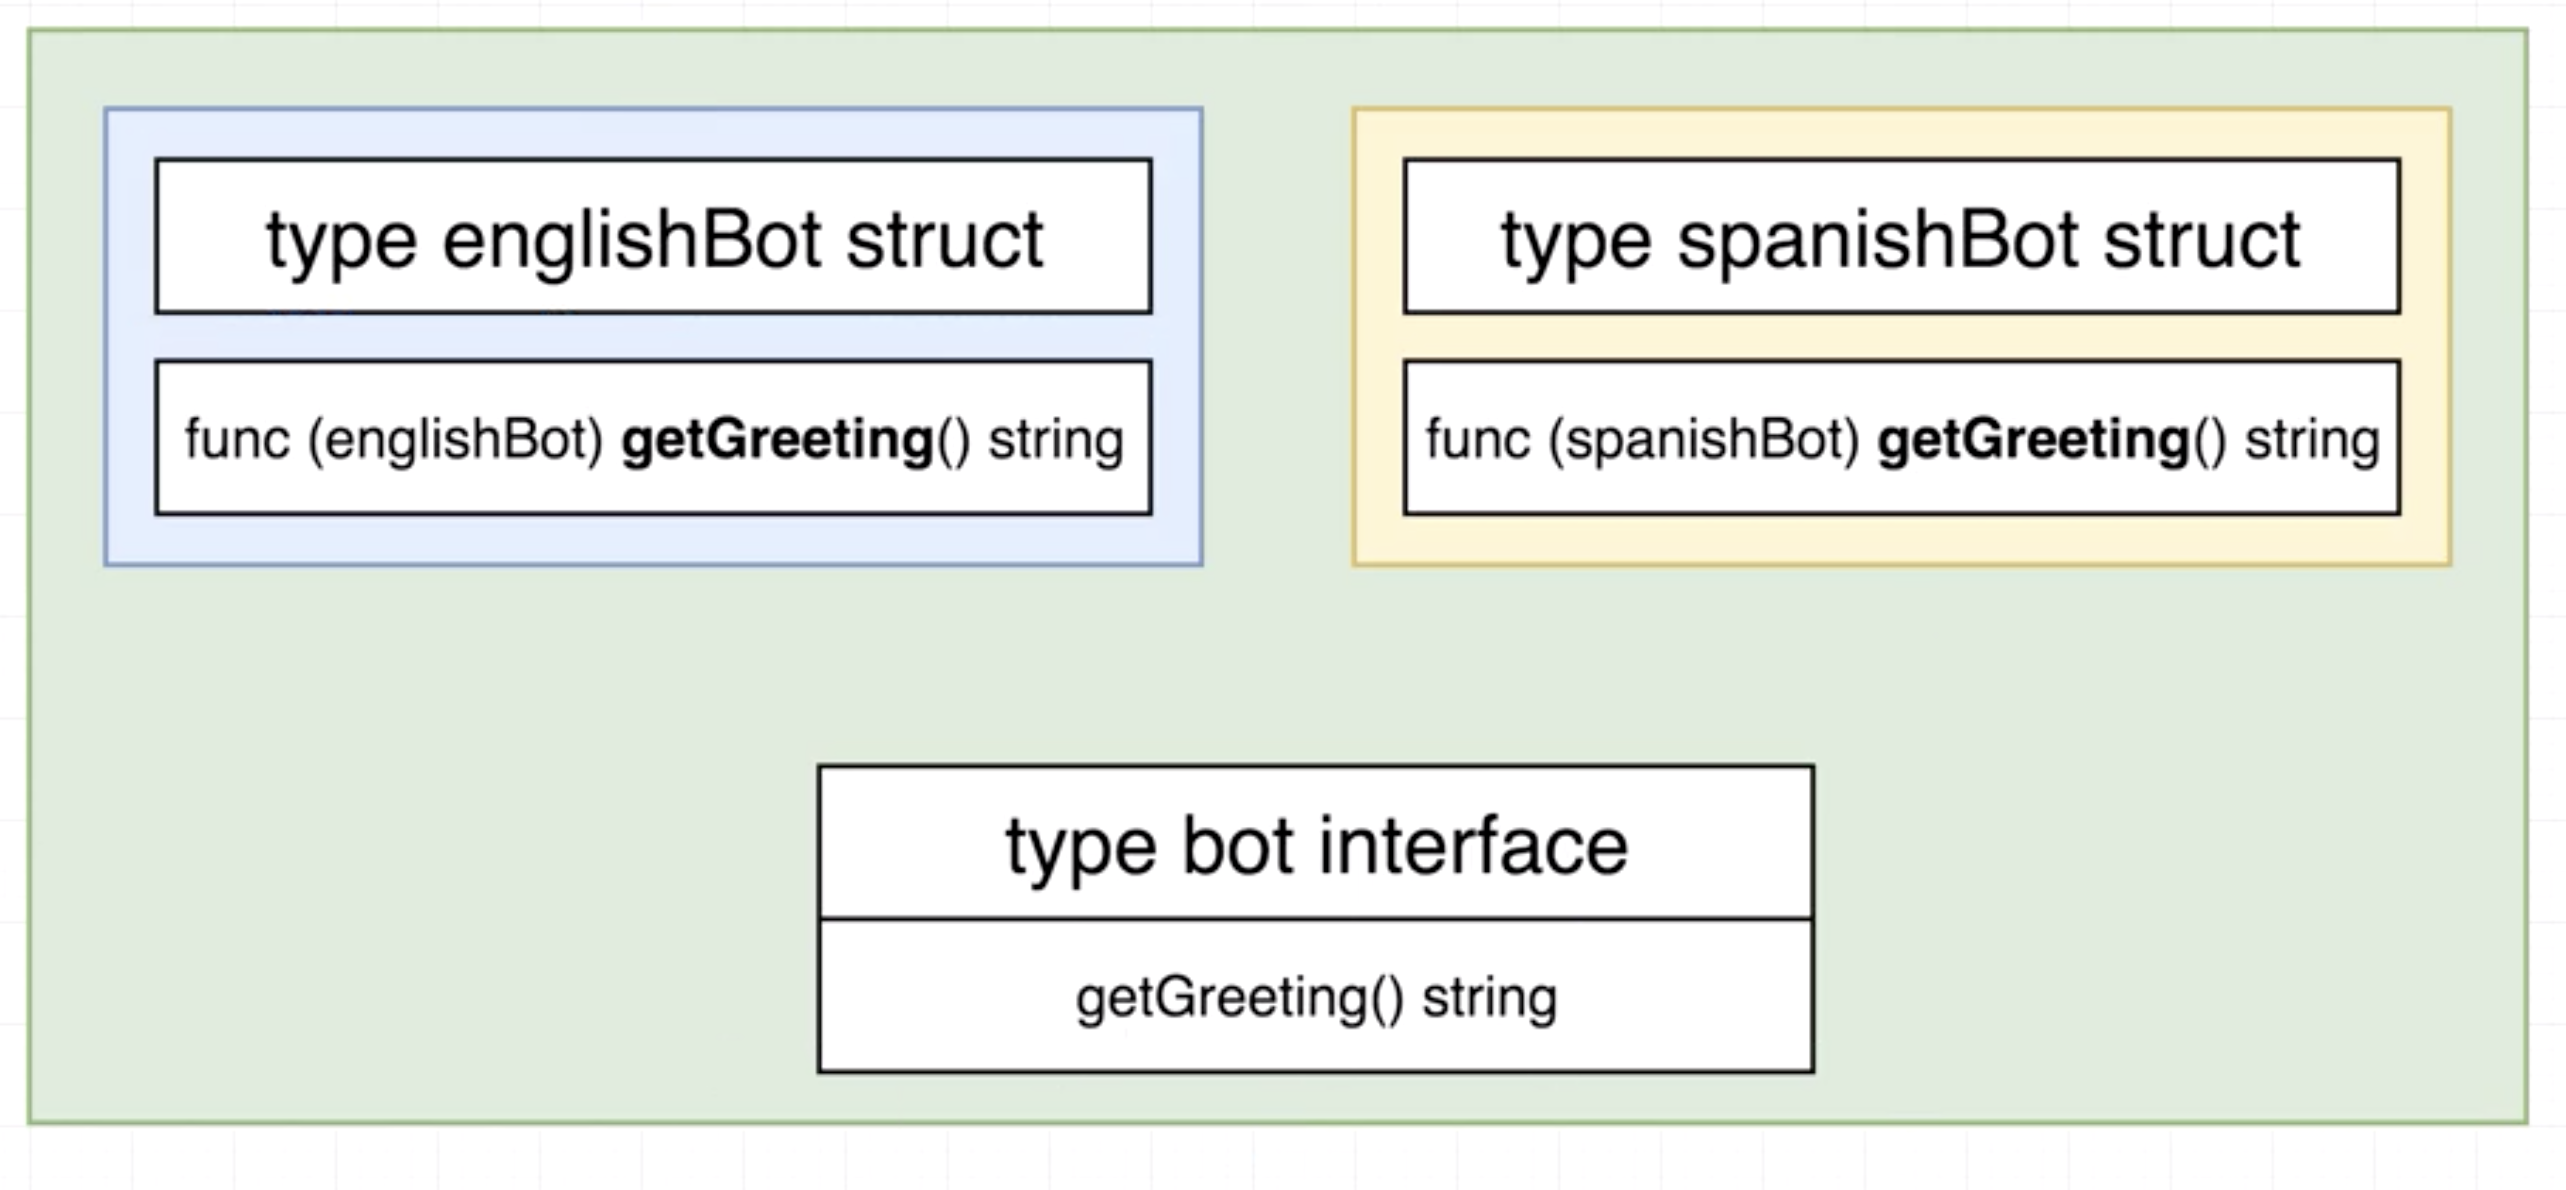 type englishBot struct
func (englishBot) getGreeting() string
type spanishBot struct
func (spanishBot) getGreeting() string
type bot interface
getGreeting() string